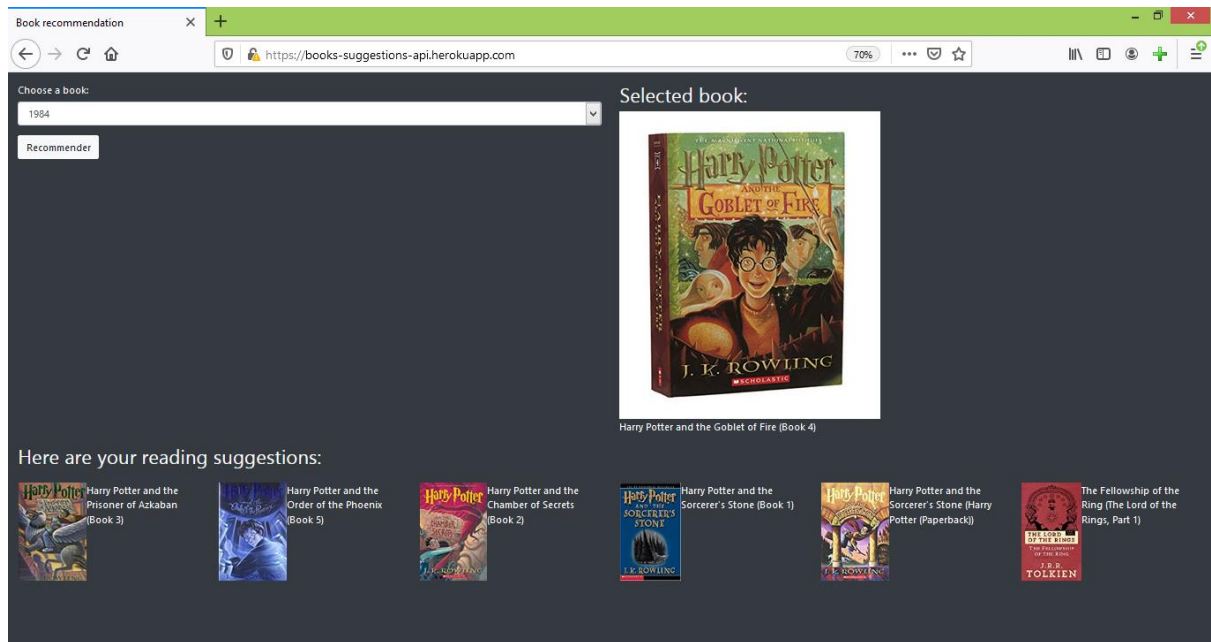 Book recommendation
https://books-suggestions-api.herokuapp.com
70%
Choose a book:
1984
Recommender
Selected book:
Harry Potter
AND THE
GOBLET OF FIRE
J. K. ROWLING
SCHOLASTIC
Harry Potter and the Goblet of Fire (Book 4)
Here are your reading suggestions:
Harry Potter
Harry Potter and the
Prisoner of Azkaban
(Book 3)
Harry Potter and the
Order of the Phoenix
(Book 5)
Harry Potter
Harry Potter and the
Chamber of Secrets
(Book 2)
Harry Potter
AND THE
SORCERER'S
STONE
J. K. ROWLING
Harry Potter and the
Sorcerer's Stone (Book 1)
Harry Potter
J. K. ROWLING
Harry Potter and the
Sorcerer's Stone (Harry
Potter (Paperback))
THE LORD
OF THE RINGS
THE FELLOWSHIP
OF THE RING
J.R.R.
TOLKIEN
The Fellowship of the
Ring (The Lord of the
Rings, Part 1)